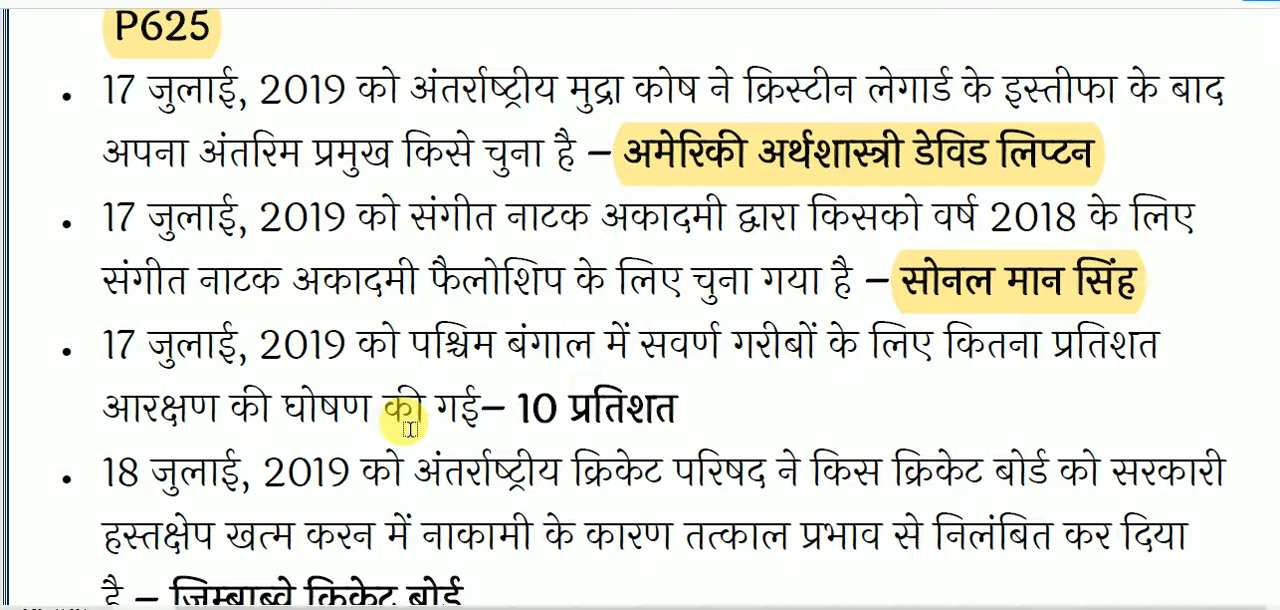 P625
• 17 जुलाई, 2019 को अंतर्राष्ट्रीय मुद्रा कोष ने क्रिस्टीन लेगार्ड के इस्तीफा के बाद
अपना अंतरिम प्रमुख किसे चुना है – अमेरिकी अर्थशास्त्री डेविड लिप्टन
• 17 जुलाई, 2019 को संगीत नाटक अकादमी द्वारा किसको वर्ष 2018 के लिए
संगीत नाटक अकादमी फैलोशिप के लिए चुना गया है – सोनल मान सिंह
• 17 जुलाई, 2019 को पश्चिम बंगाल में सवर्ण गरीबों के लिए कितना प्रतिशत
आरक्षण की घोषण की गई– 10 प्रतिशत
• 18 जुलाई, 2019 को अंतर्राष्ट्रीय क्रिकेट परिषद ने किस क्रिकेट बोर्ड को सरकारी
हस्तक्षेप खत्म करन में नाकामी के कारण तत्काल प्रभाव से निलंबित कर दिया
है – जिम्बाब्वे क्रिकेट बोर्ड